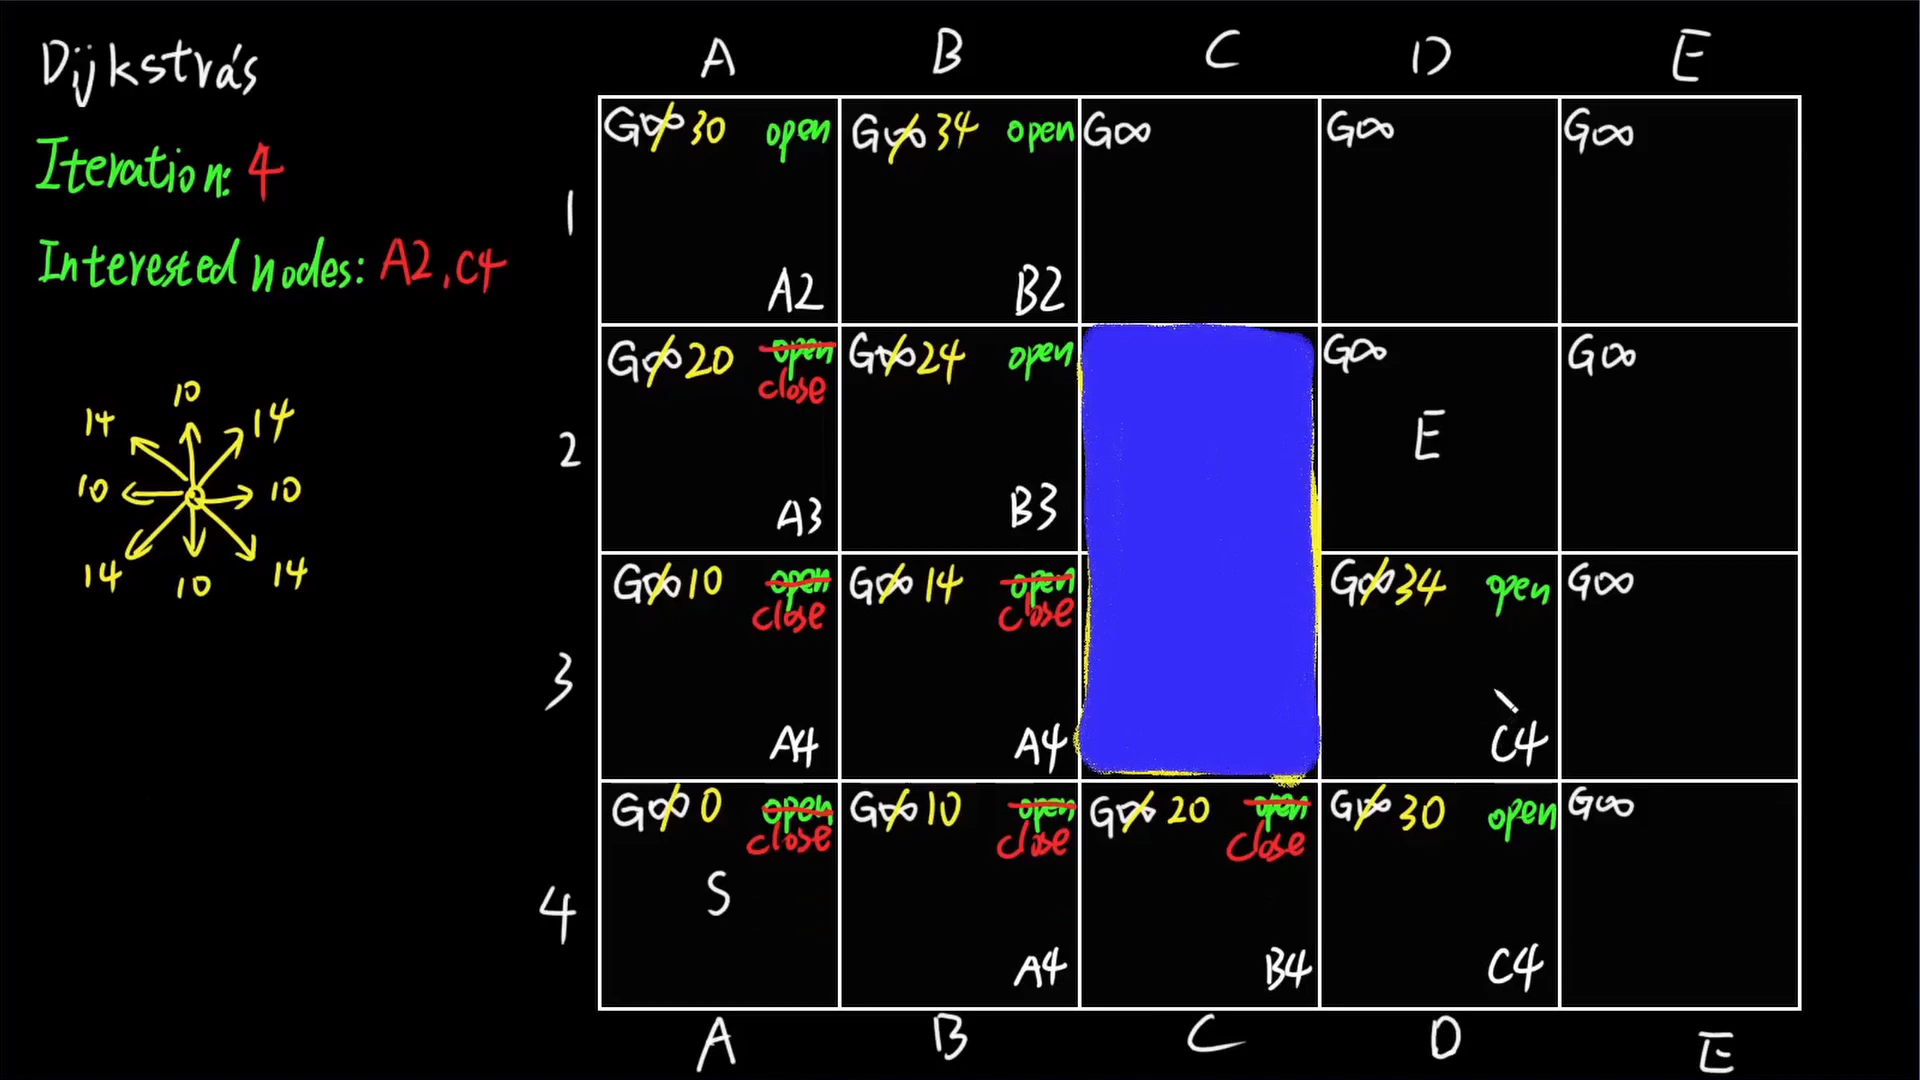 Dijkstra's
Iteration: 4
Interested nodes: A2, C4
10
14 14
10 10
14 10 14
A B C D E
1
G∞ 30 open G∞ 34 open G∞ G∞ G∞
A2 B2
2
G∞ 20 open G∞ 24 open G∞ G∞
close
E
A3 B3
3
G∞ 10 open G∞ 14 open G∞ 34 open G∞
close close
A4 A4 C4
4
G∞ 0 open G∞ 10 open G∞ 20 open G∞ 30 open G∞
close close close
S
A4 B4 C4
A B C D E